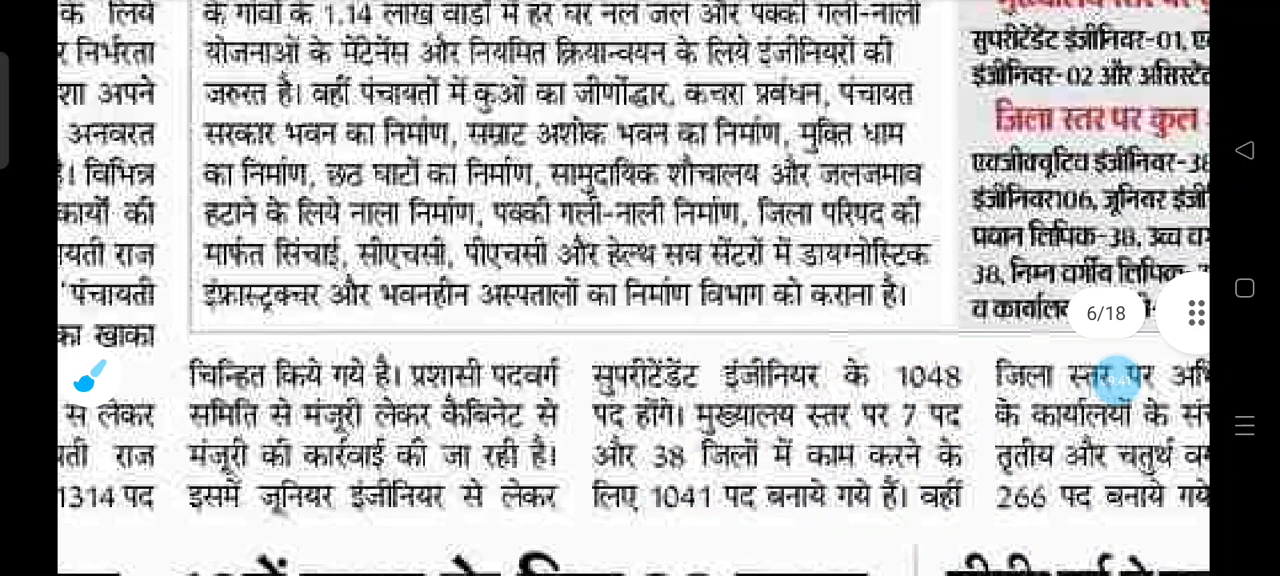 के लिये
र निर्भरता
शा अपने
अनवरत
है। विभिन्न
कार्यो की
यती राज
'पंचायती
का खाका
से लेकर
यती राज
1314 पद
के गांवों के 1.14 लाख वार्डों में हर घर नल जल और पक्की गली-नाली
योजनाओं के मेंटेनेंस और नियमित क्रियान्वयन के लिये इंजीनियरों की
जरुरत है। वहीं पंचायतों में कुओं का जीर्णोद्धार, कचरा प्रबंधन, पंचायत
सरकार भवन का निर्माण, सम्राट अशोक भवन का निर्माण, मुक्ति धाम
का निर्माण, छठ घाटों का निर्माण, सामुदायिक शौचालय और जलजमाव
हटाने के लिये नाला निर्माण, पक्की गली-नाली निर्माण, जिला परिषद की
मार्फत सिंचाई, सीएचसी, पीएचसी और हेल्थ सब सेंटरों में डायग्नोस्टिक
इंफ्रास्ट्रक्चर और भवनहीन अस्पतालों का निर्माण विभाग को कराना है।
चिन्हित किये गये है। प्रशासी पदवर्ग
समिति से मंजूरी लेकर कैबिनेट से
मंजूरी की कार्रवाई की जा रही है।
इसमें जूनियर इंजीनियर से लेकर
सुपरीटेंडेंट इंजीनियर के 1048
पद होंगे। मुख्यालय स्तर पर 7 पद
और 38 जिलों में काम करने के
लिए 1041 पद बनाये गये हैं। वहीं
सुपरीटेंडेंट इंजीनियर-01, ए
इंजीनियर-02 और असिस्टे
जिला स्तर पर कुल
एक्जीक्यूटिव इंजीनियर-38
इंजीनियर106, जूनियर इंजी
प्रधान लिपिक-38, उच्च व
38, निम्न वर्गीय लिपिक
व कार्याल
6/18
जिला स्तर पर अ
के कार्यालयों के सं
तृतीय और चतुर्थ व
266 पद बनाये गये